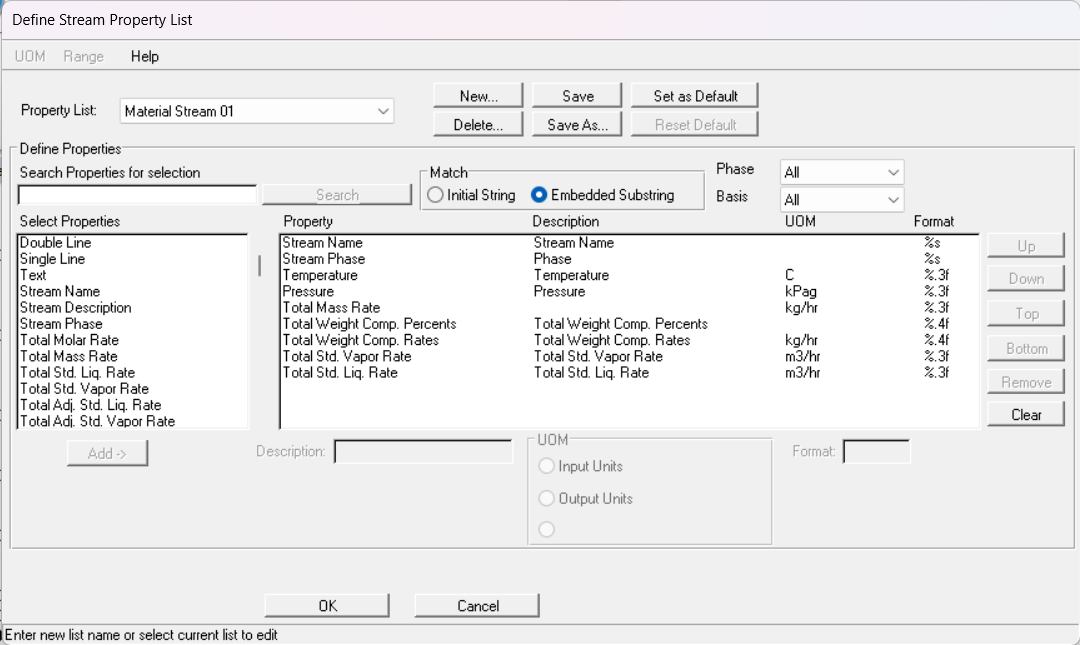 Define Stream Property List
UOM Range Help
Property List: Material Stream 01 New... Save Set as Default
Delete... Save As... Reset Default
Define Properties
Search Properties for selection
Search
Match
Initial String Embedded Substring
Phase All
Basis All
Select Properties
Double Line
Single Line
Text
Stream Name
Stream Description
Stream Phase
Total Molar Rate
Total Mass Rate
Total Std. Liq. Rate
Total Std. Vapor Rate
Total Adj. Std. Liq. Rate
Total Adj. Std. Vapor Rate
Add ->
Property Description UOM Format
Stream Name Stream Name %s
Stream Phase Phase %s
Temperature Temperature C %.3f
Pressure Pressure kPag %.3f
Total Mass Rate kg/hr %.3f
Total Weight Comp. Percents Total Weight Comp. Percents %.4f
Total Weight Comp. Rates Total Weight Comp. Rates kg/hr %.4f
Total Std. Vapor Rate Total Std. Vapor Rate m3/hr %.3f
Total Std. Liq. Rate Total Std. Liq. Rate m3/hr %.3f
Up
Down
Top
Bottom
Remove
Clear
Description:
UOM
Input Units
Output Units
Format:
OK Cancel
Enter new list name or select current list to edit